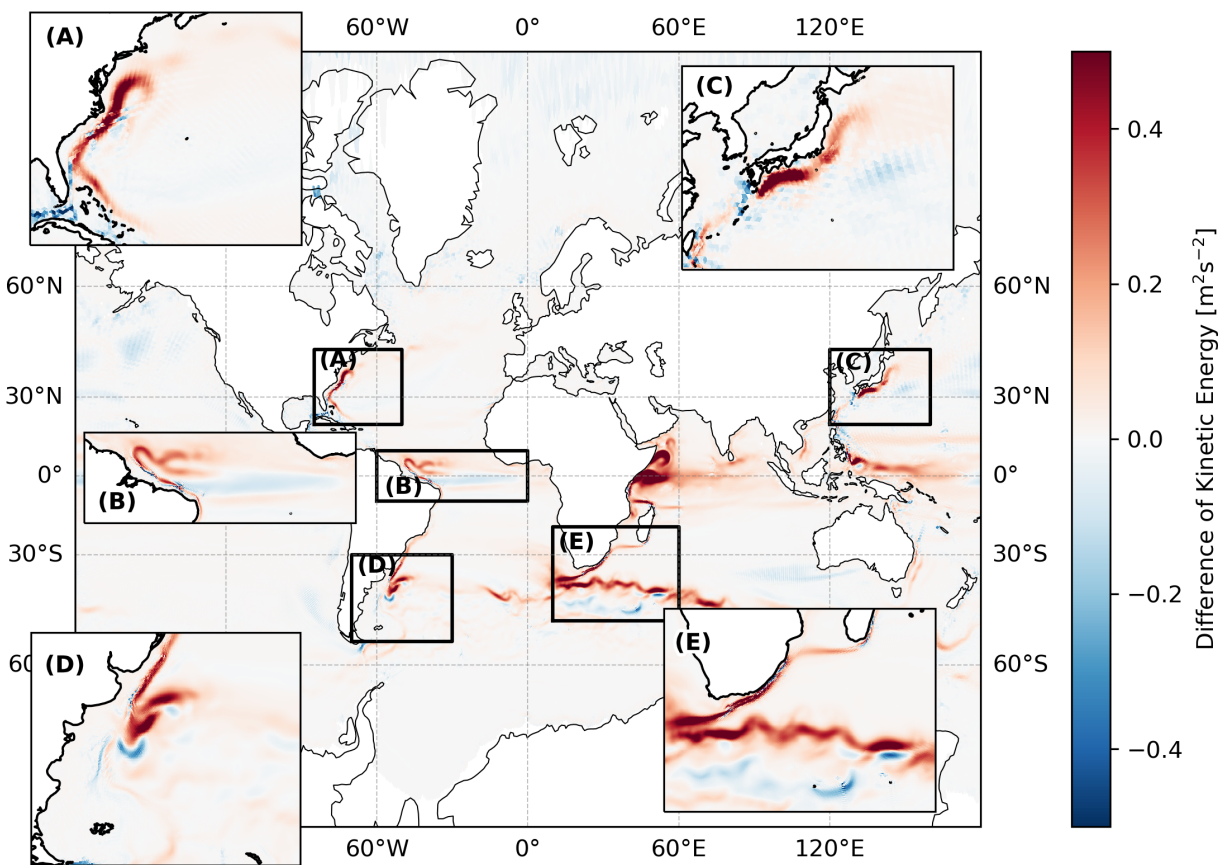 60°W 0° 60°E 120°E
(A)
(C)
0.4
0.2
0.0
−0.2
−0.4
Difference of Kinetic Energy [m²s⁻²]
60°N 60°N
(A) (C)
30°N 30°N
(B)
0° (B) 0°
30°S (E) 30°S
(D)
(E)
(D)
60 60°S
60°W 0° 60°E 120°E